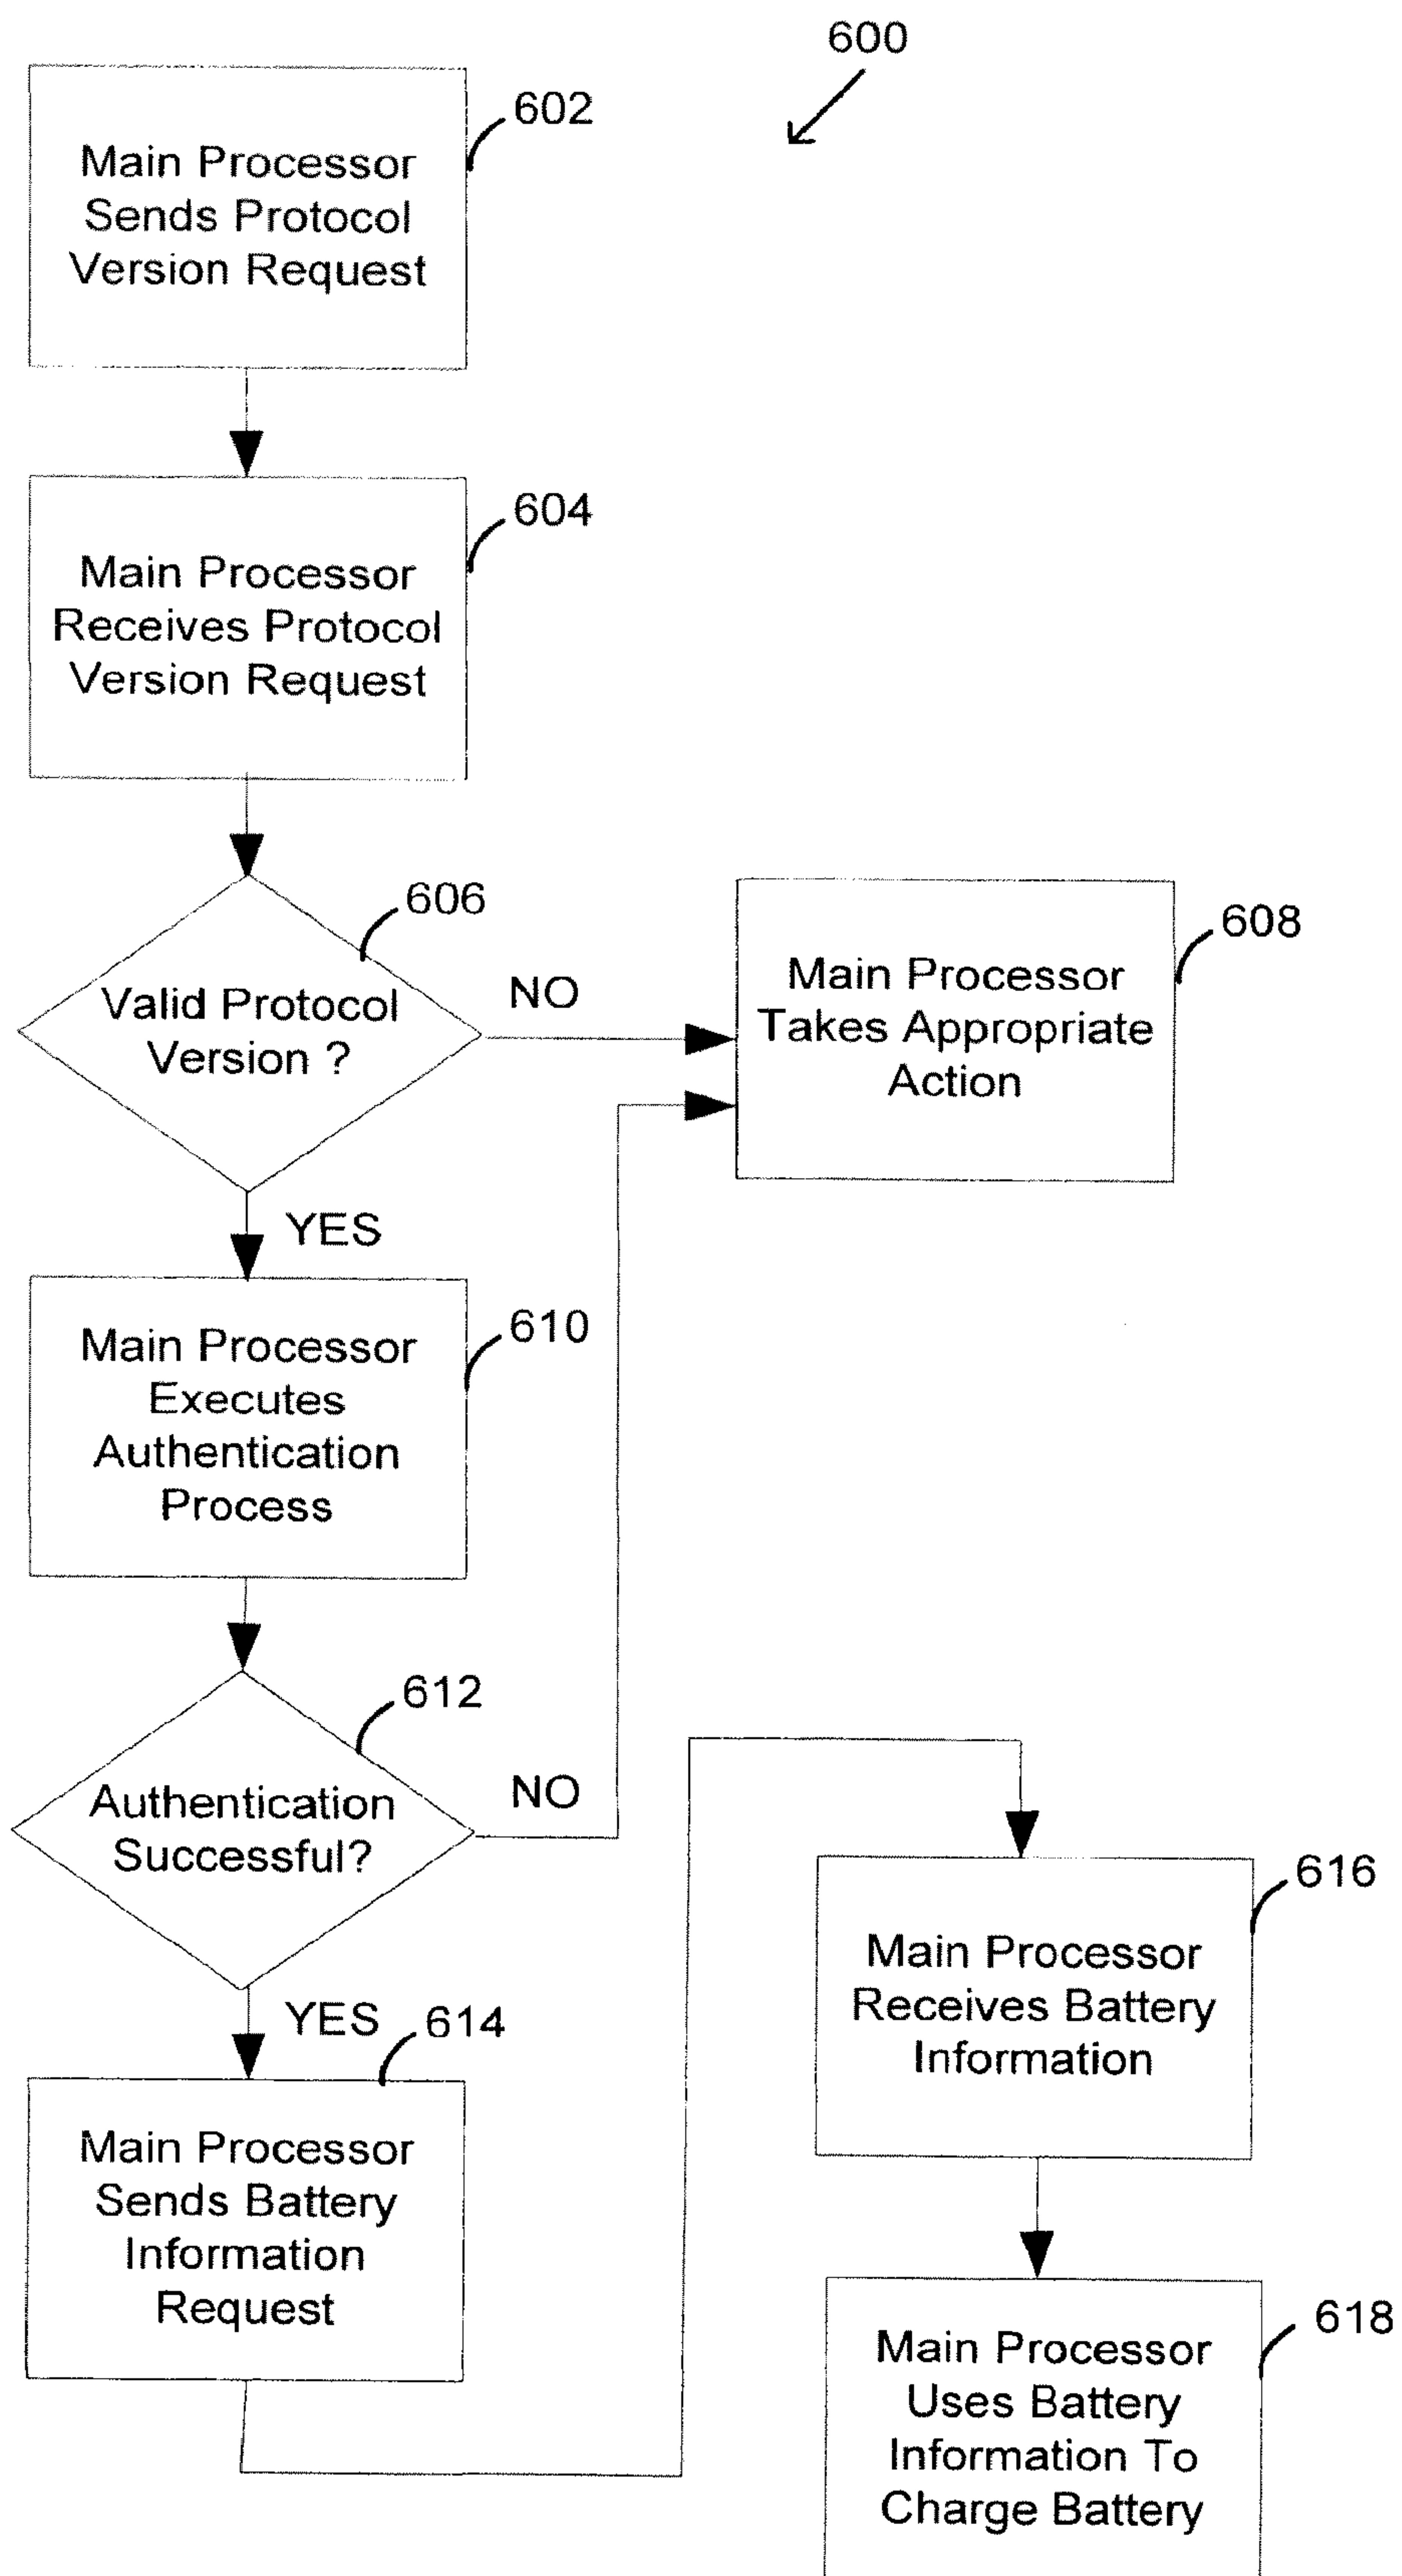 600
602
Main Processor
Sends Protocol
Version Request
604
Main Processor
Receives Protocol
Version Request
606
Valid Protocol
Version ?
NO
608
Main Processor
Takes Appropriate
Action
YES
610
Main Processor
Executes
Authentication
Process
612
Authentication
Successful?
NO
YES
614
Main Processor
Sends Battery
Information
Request
616
Main Processor
Receives Battery
Information
618
Main Processor
Uses Battery
Information To
Charge Battery